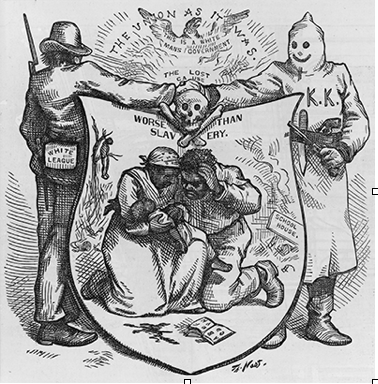 THE UNION AS IT WAS
THIS IS A WHITE
MANS GOVERNMENT
THE LOST
CAUSE
WORSE THAN
SLAVERY.
WHITE
LEAGUE
K.K.
SCHOOL
HOUSE.
Th. Nast.